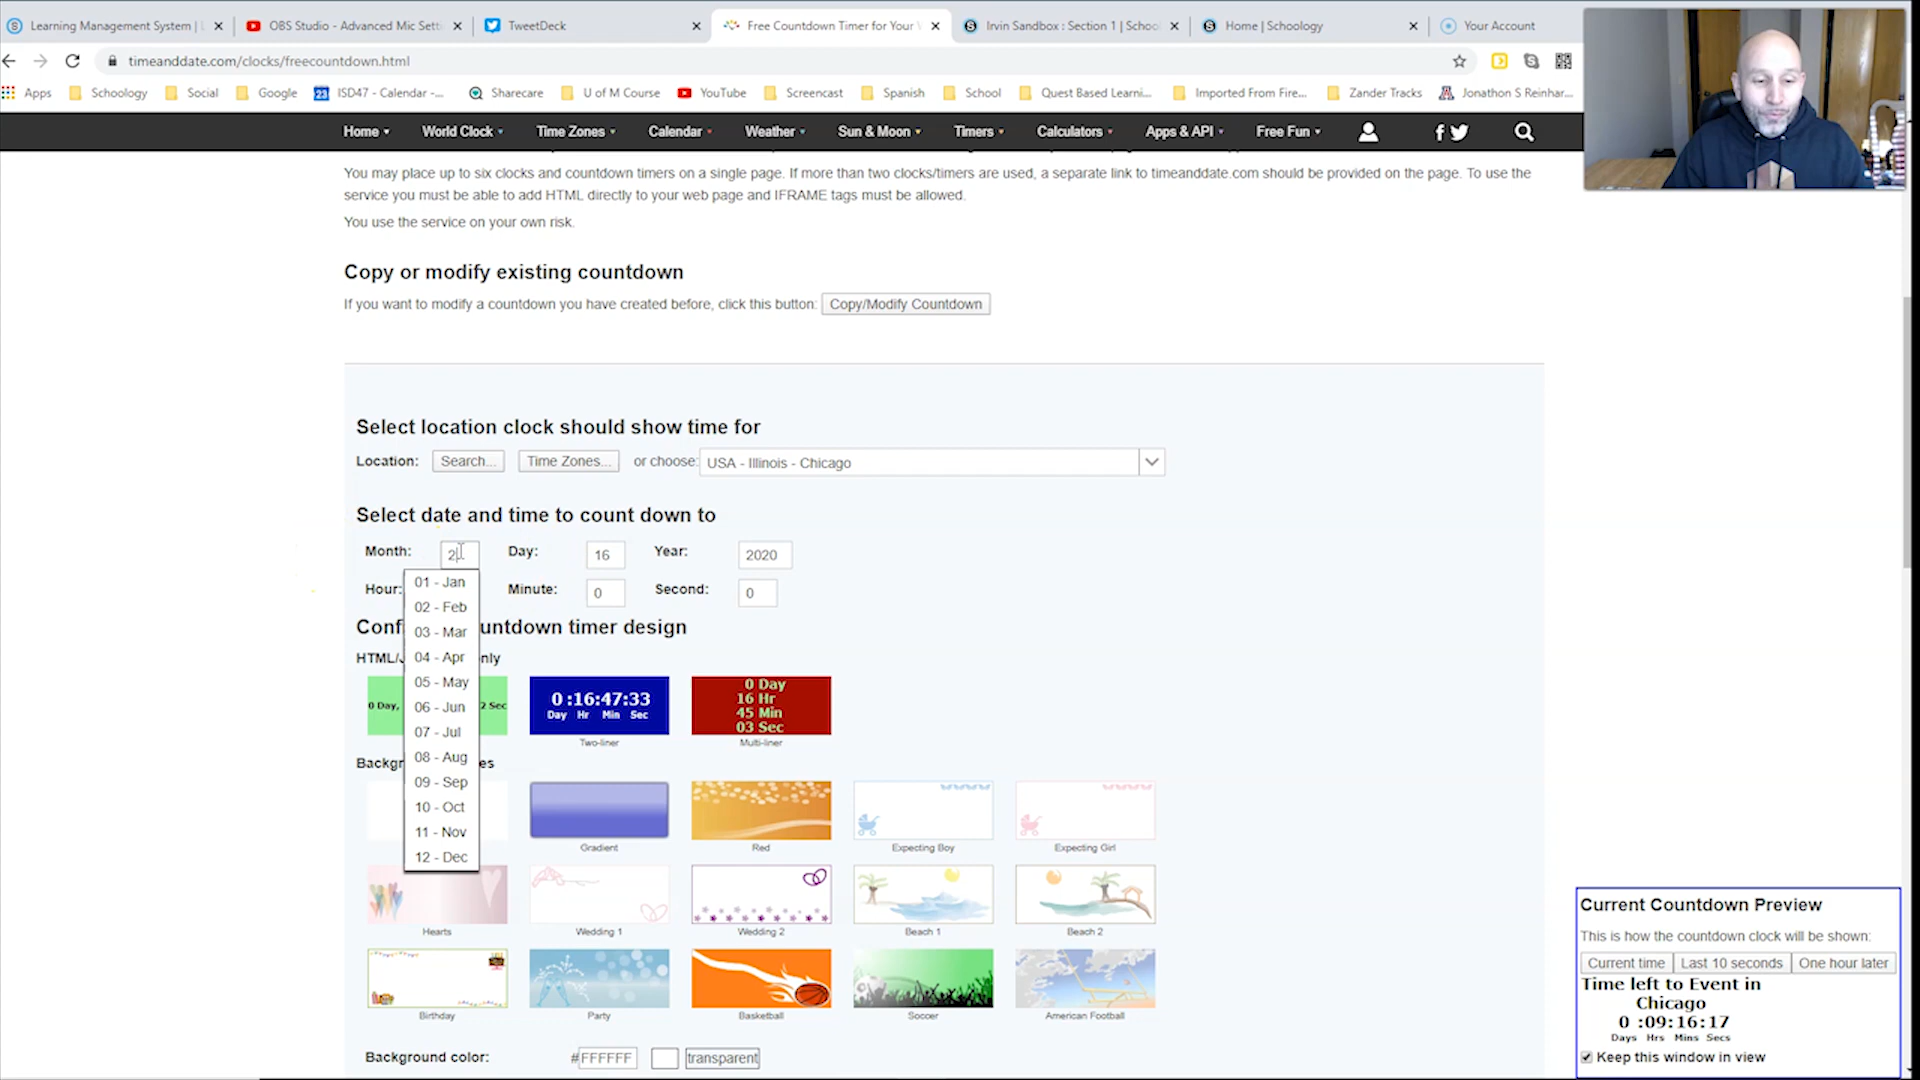 Learning Management System |
OBS Studio - Advanced Mic Setti
TweetDeck
Free Countdown Timer for Your
Irvin Sandbox : Section 1 | Schoo
Home | Schoology
Your Account
timeanddate.com/clocks/freecountdown.html
Apps
Schoology
Social
Google
23
ISD47 - Calendar -...
Sharecare
U of M Course
YouTube
Screencast
Spanish
School
Quest Based Learni...
Imported From Fire...
Zander Tracks
Jonathon S Reinhar...
Home
World Clock
Time Zones
Calendar
Weather
Sun & Moon
Timers
Calculators
Apps & API
Free Fun
You may place up to six clocks and countdown timers on a single page. If more than two clocks/timers are used, a separate link to timeanddate.com should be provided on the page. To use the
service you must be able to add HTML directly to your web page and IFRAME tags must be allowed.
You use the service on your own risk.
Copy or modify existing countdown
If you want to modify a countdown you have created before, click this button: Copy/Modify Countdown
Select location clock should show time for
Location: Search... Time Zones... or choose: USA - Illinois - Chicago
Select date and time to count down to
Month: 2 Day: 16 Year: 2020
Hour: Minute: 0 Second: 0
01 - Jan
02 - Feb
03 - Mar
04 - Apr
05 - May
06 - Jun
07 - Jul
08 - Aug
09 - Sep
10 - Oct
11 - Nov
12 - Dec
Conf untdown timer design
HTML/ nly
0 Day, 2 Sec
0 :16:47:33
Day Hr Min Sec
Two-liner
0 Day
16 Hr
45 Min
03 Sec
Multi-liner
Backgr es
Gradient
Red
Expecting Boy
Expecting Girl
Hearts
Wedding 1
Wedding 2
Beach 1
Beach 2
Birthday
Party
Basketball
Soccer
American Football
Background color: #FFFFFF transparent
Current Countdown Preview
This is how the countdown clock will be shown:
Current time Last 10 seconds One hour later
Time left to Event in
Chicago
0 :09:16:17
Days Hrs Mins Secs
Keep this window in view